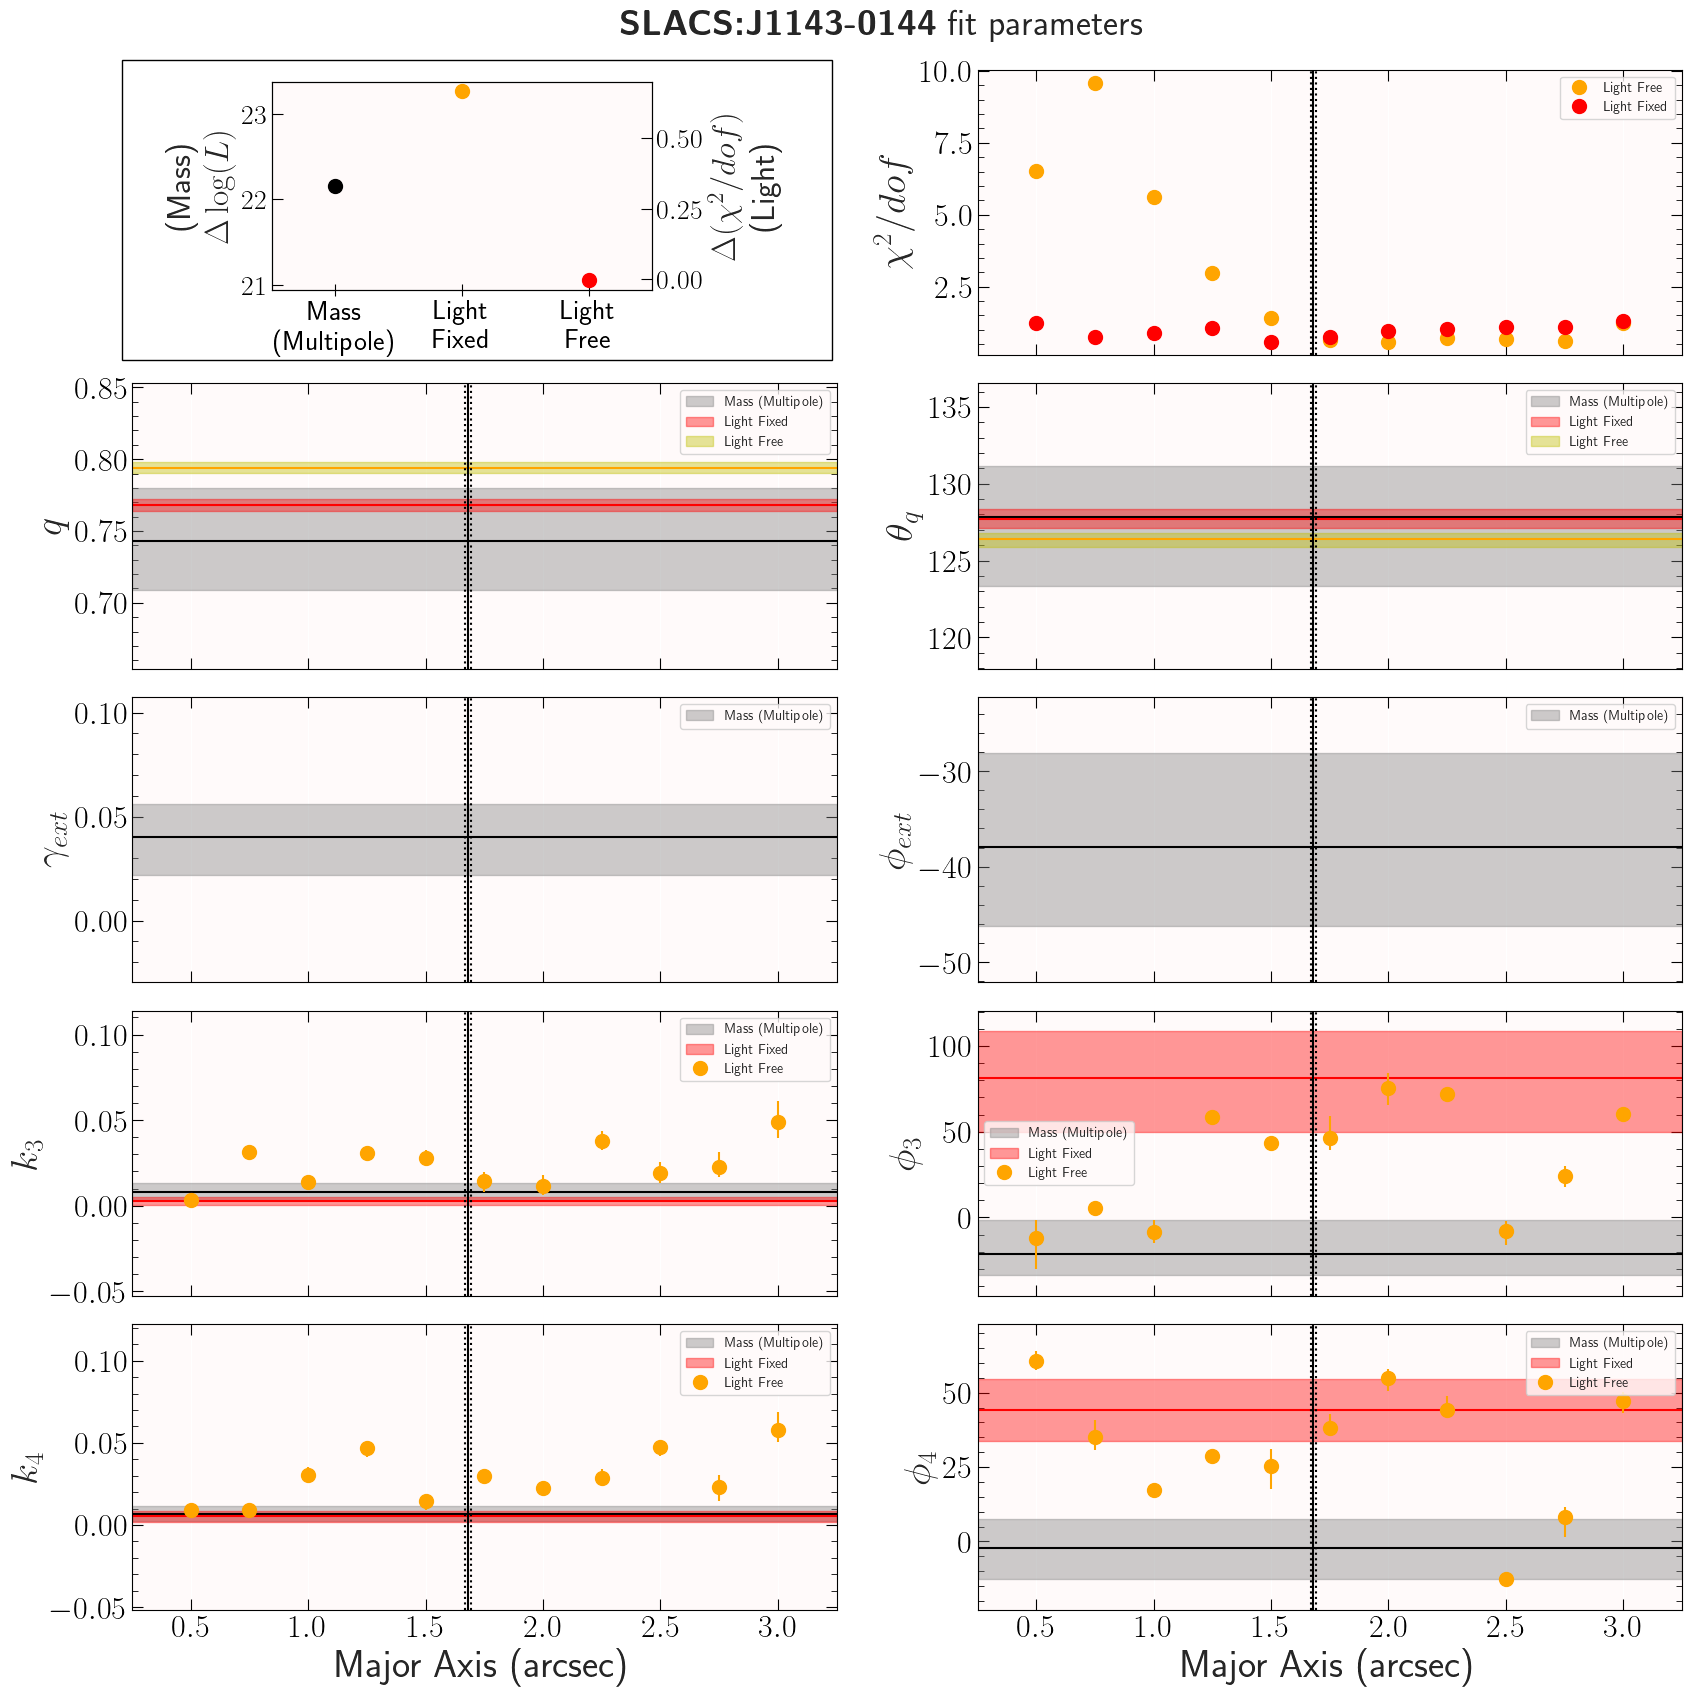 SLACS:J1143-0144 fit parameters
(Mass)
Δ log(L)
23
22
21
0.50
0.25
0.00
Δ(χ²/dof)
(Light)
Mass
(Multipole)
Light
Fixed
Light
Free
χ²/dof
10.0
7.5
5.0
2.5
Light Free
Light Fixed
q
0.85
0.80
0.75
0.70
Mass (Multipole)
Light Fixed
Light Free
θ_q
135
130
125
120
Mass (Multipole)
Light Fixed
Light Free
γ_ext
0.10
0.05
0.00
Mass (Multipole)
ϕ_ext
−30
−40
−50
Mass (Multipole)
k_3
0.10
0.05
0.00
−0.05
Mass (Multipole)
Light Fixed
Light Free
ϕ_3
100
50
0
Mass (Multipole)
Light Fixed
Light Free
k_4
0.10
0.05
0.00
−0.05
Mass (Multipole)
Light Fixed
Light Free
0.5 1.0 1.5 2.0 2.5 3.0
Major Axis (arcsec)
ϕ_4
50
25
0
Mass (Multipole)
Light Fixed
Light Free
0.5 1.0 1.5 2.0 2.5 3.0
Major Axis (arcsec)